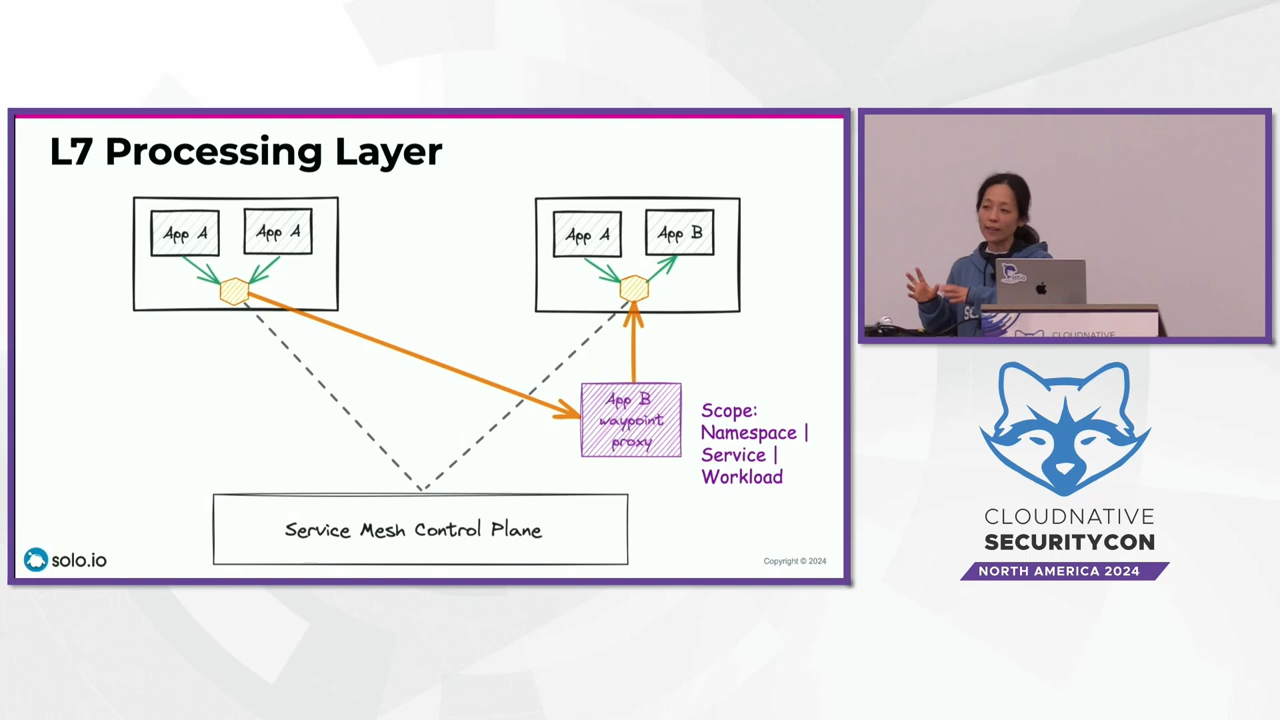 L7 Processing Layer
App A
App A
App A
App B
App B
waypoint
proxy
Scope:
Namespace |
Service |
Workload
Service Mesh Control Plane
solo.io
Copyright © 2024
CLOUDNATIVE
CLOUDNATIVE
SECURITYCON
NORTH AMERICA 2024